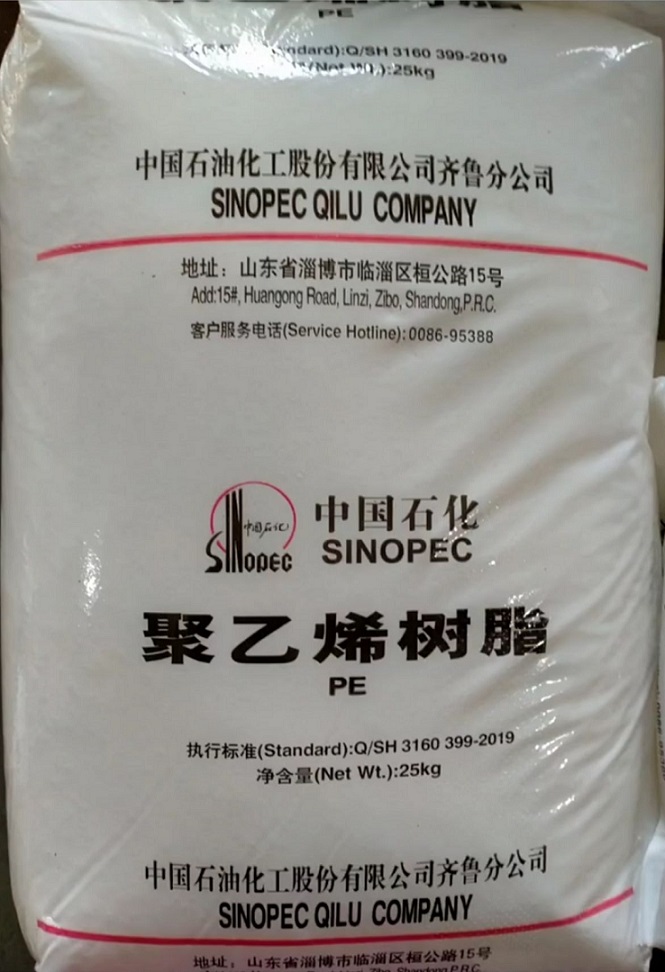 PE
(Standard):Q/SH 3160 399-2019
(Net Wt.):25kg
中国石油化工股份有限公司齐鲁分公司
SINOPEC QILU COMPANY
地址：山东省淄博市临淄区桓公路15号
Add:15#, Huangong Road, Linzi, Zibo, Shandong,P.R.C.
客户服务电话(Service Hotline):0086-95388
中国石化
SINOPEC
中国石化
SINOPEC
聚乙烯树脂
PE
执行标准(Standard):Q/SH 3160 399-2019
净含量(Net Wt.):25kg
中国石油化工股份有限公司齐鲁分公司
SINOPEC QILU COMPANY
地址：山东省淄博市临淄区桓公路15号
Zibo, Shandong,P.R.C.